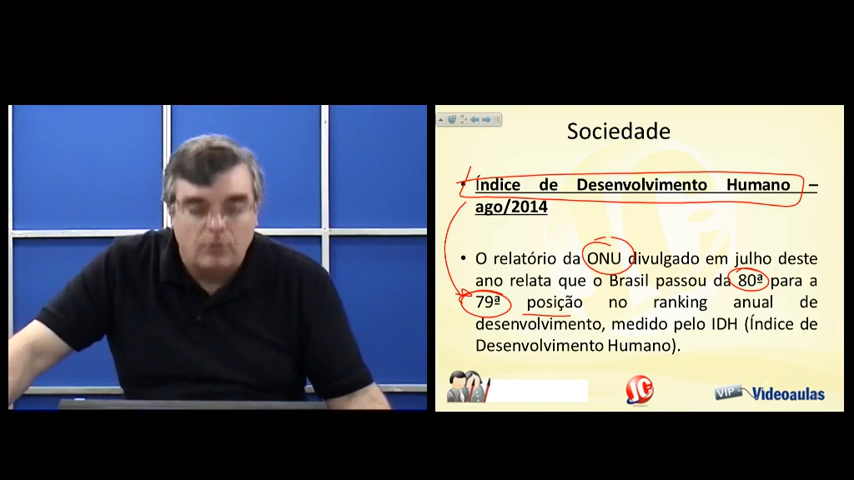 Sociedade
• Índice de Desenvolvimento Humano –
ago/2014
• O relatório da ONU divulgado em julho deste
ano relata que o Brasil passou da 80ª para a
79ª posição no ranking anual de
desenvolvimento, medido pelo IDH (Índice de
Desenvolvimento Humano).
JC
VIP Videoaulas